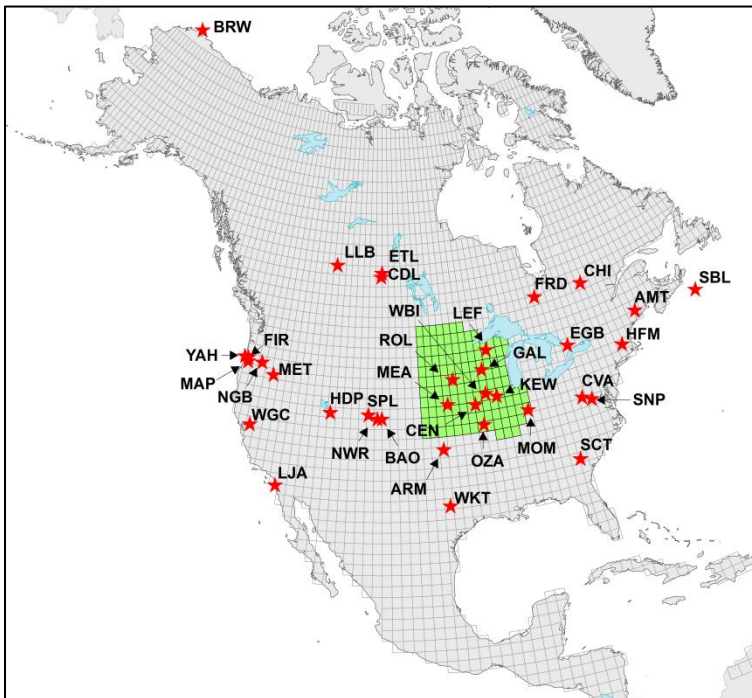 BRW
LLB
ETL
CDL
FRD
CHI
SBL
AMT
WBI
LEF
ROL
GAL
EGB
HFM
YAH
FIR
MEA
KEW
MAP
MET
NGB
HDP
SPL
CVA
SNP
WGC
CEN
NWR
BAO
OZA
MOM
SCT
LJA
ARM
WKT